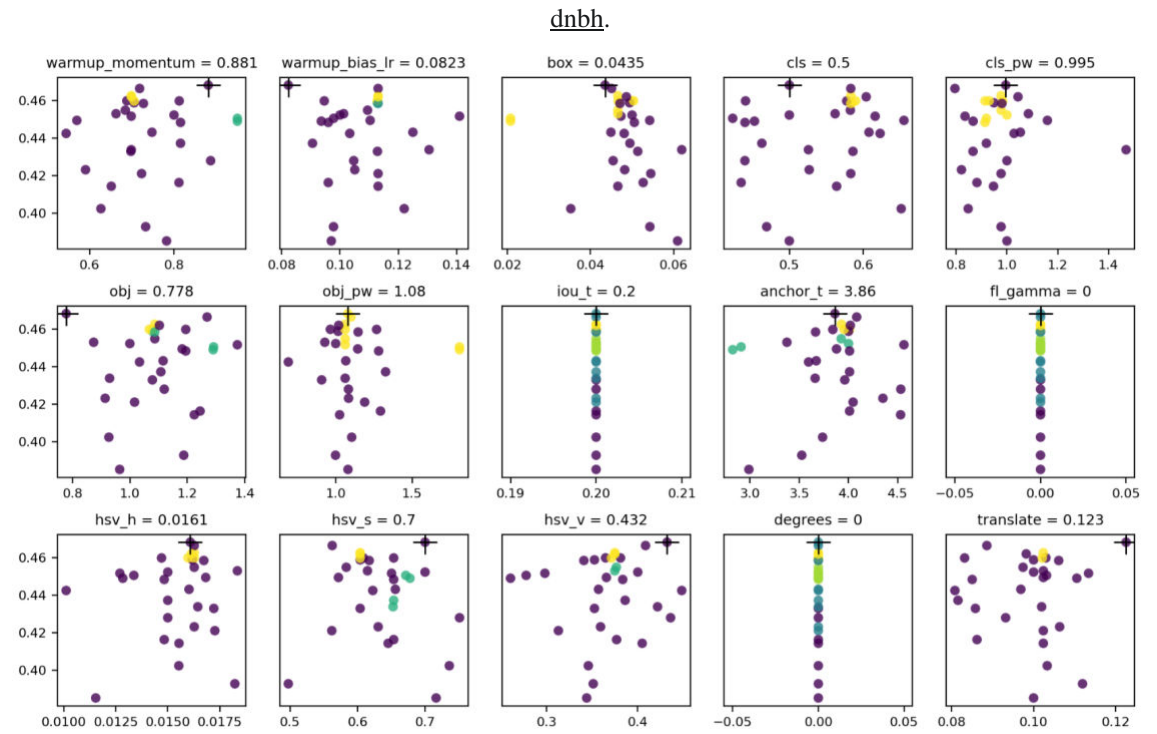 dnbh.
warmup_momentum = 0.881 warmup_bias_lr = 0.0823 box = 0.0435 cls = 0.5 cls_pw = 0.995
0.46
0.44
0.42
0.40
0.6 0.8 0.08 0.10 0.12 0.14 0.02 0.04 0.06 0.5 0.6 0.8 1.0 1.2 1.4
obj = 0.778 obj_pw = 1.08 iou_t = 0.2 anchor_t = 3.86 fl_gamma = 0
0.46
0.44
0.42
0.40
0.8 1.0 1.2 1.4 1.0 1.5 0.19 0.20 0.21 3.0 3.5 4.0 4.5 −0.05 0.00 0.05
hsv_h = 0.0161 hsv_s = 0.7 hsv_v = 0.432 degrees = 0 translate = 0.123
0.46
0.44
0.42
0.40
0.0100 0.0125 0.0150 0.0175 0.5 0.6 0.7 0.3 0.4 −0.05 0.00 0.05 0.08 0.10 0.12